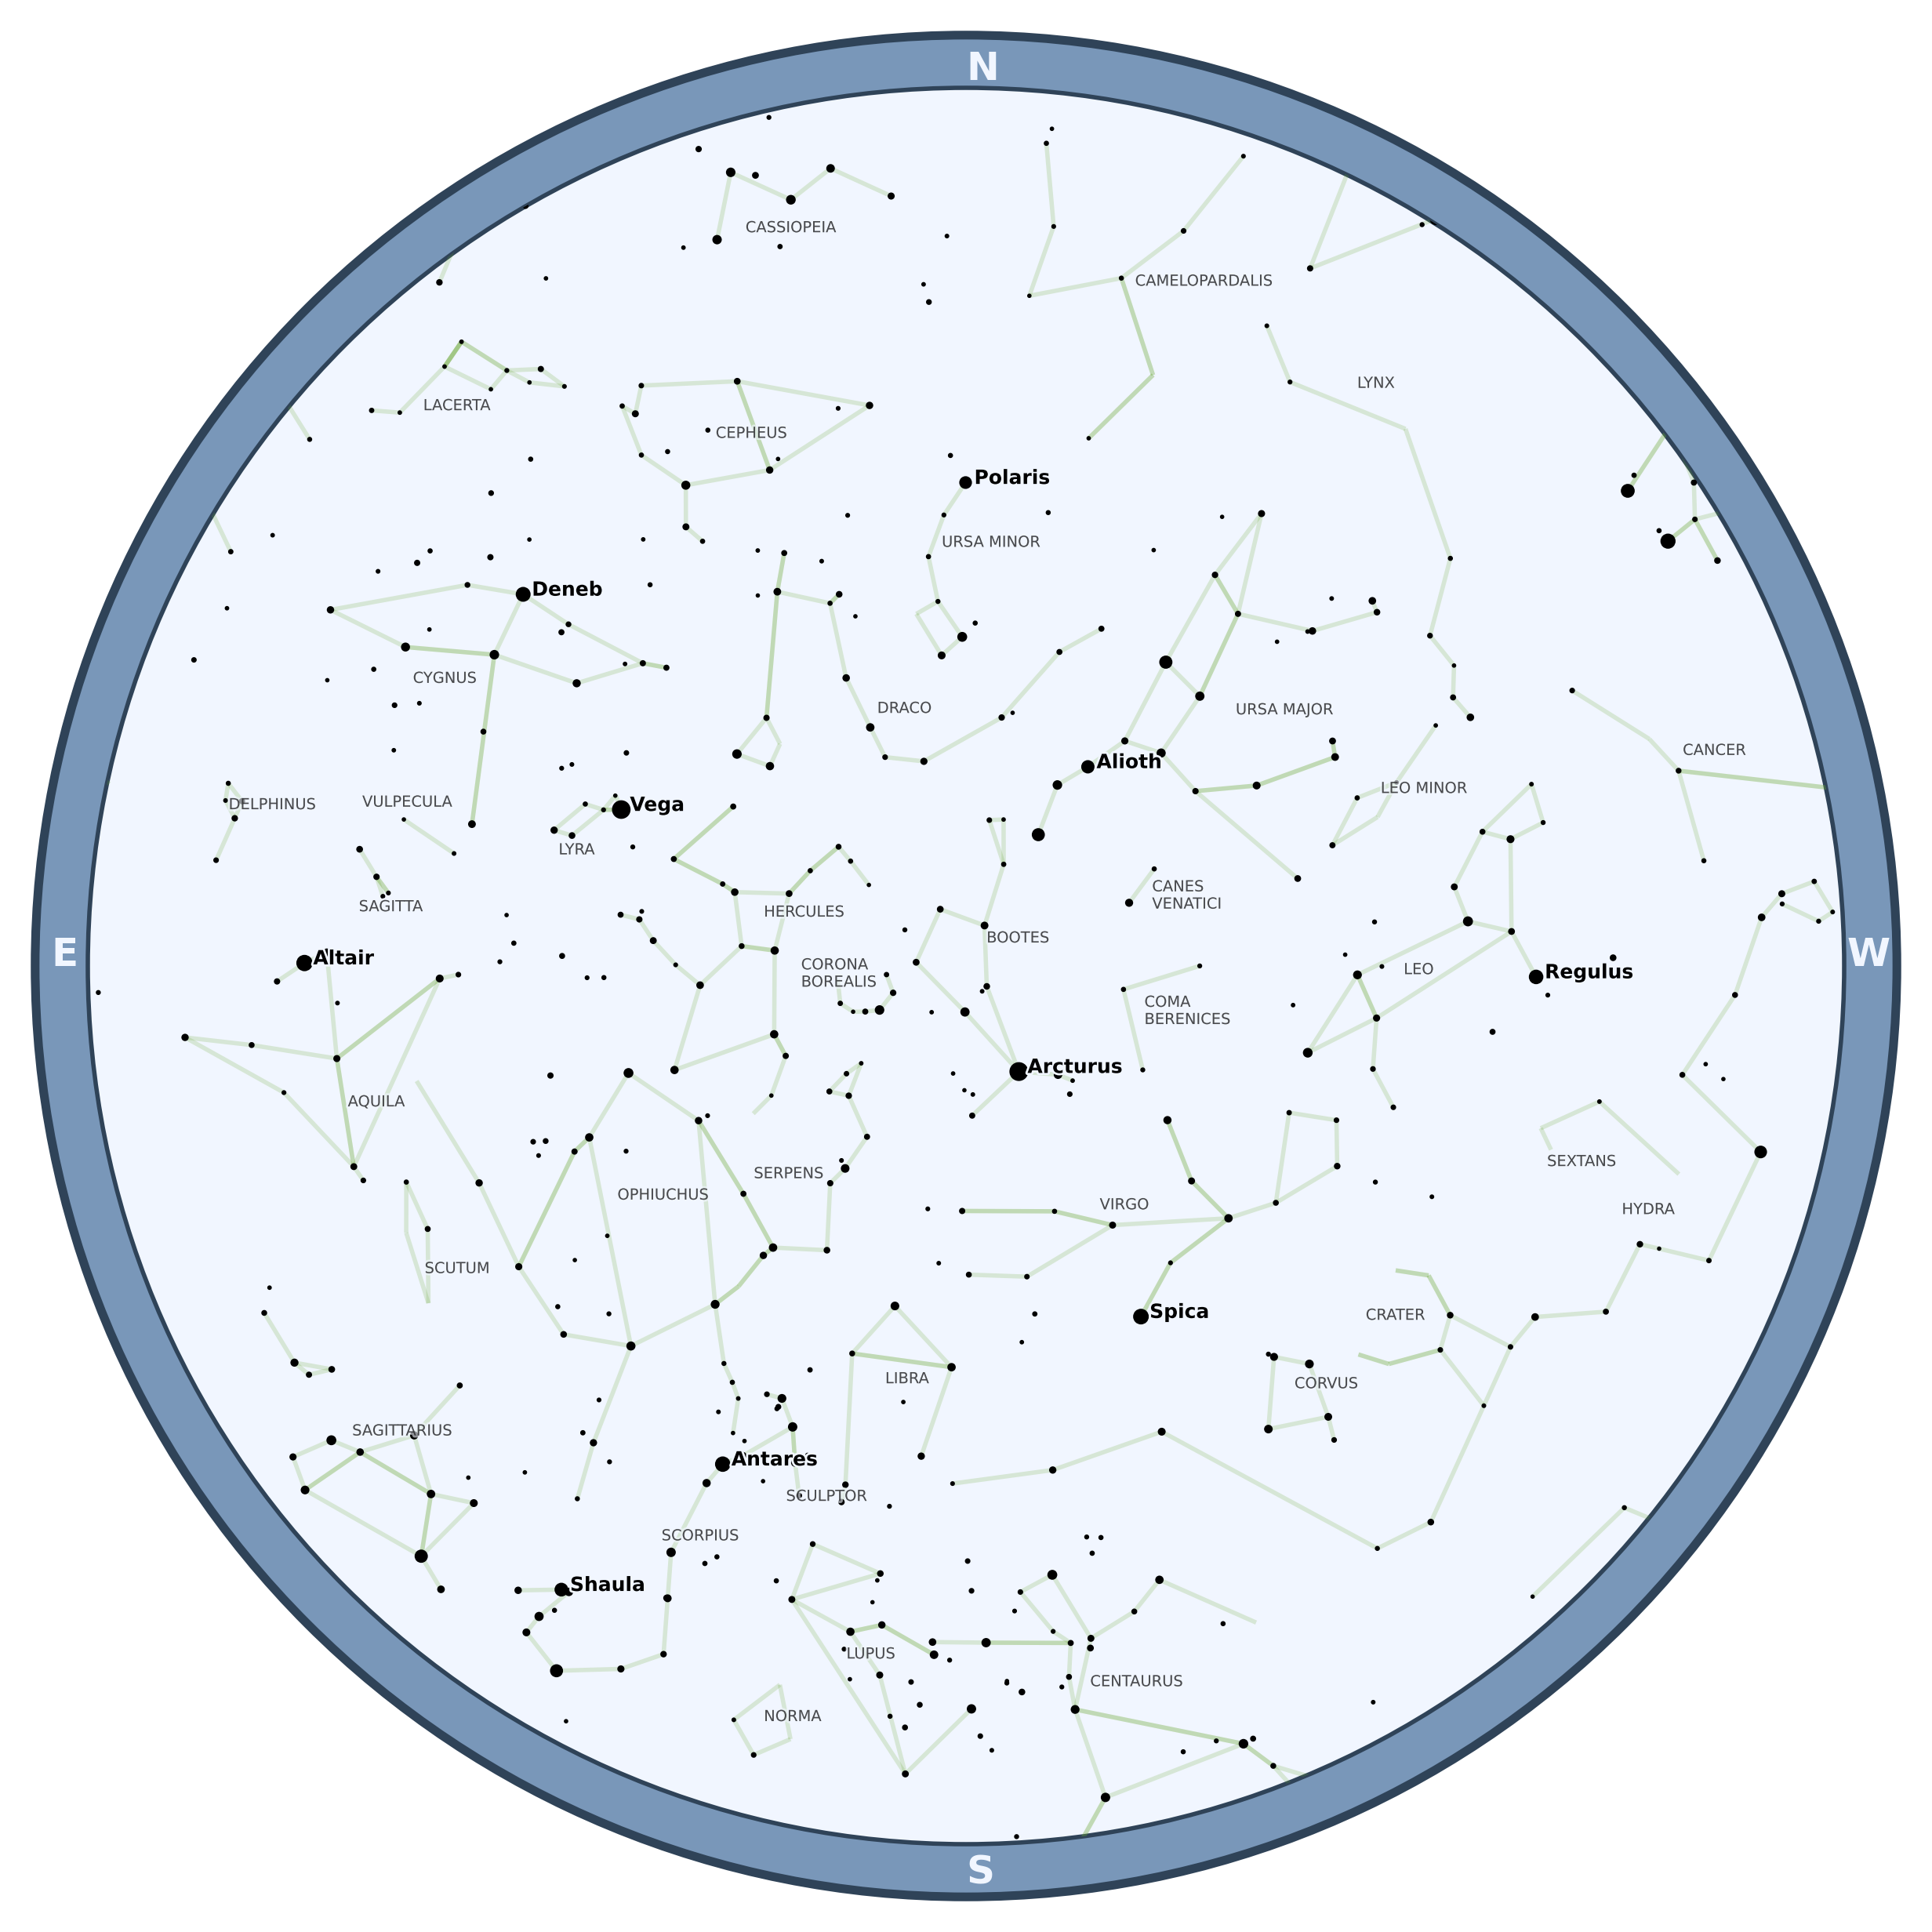 N
CASSIOPEIA
CAMELOPARDALIS
LYNX
LACERTA
CEPHEUS
Polaris
URSA MINOR
Deneb
CYGNUS
DRACO
URSA MAJOR
CANCER
Alioth
LEO MINOR
DELPHINUS
VULPECULA
Vega
LYRA
CANES
VENATICI
SAGITTA
HERCULES
BOOTES
E
W
Altair
CORONA
BOREALIS
LEO
Regulus
COMA
BERENICES
Arcturus
AQUILA
SERPENS
SEXTANS
OPHIUCHUS
VIRGO
HYDRA
SCUTUM
Spica
CRATER
LIBRA
CORVUS
SAGITTARIUS
Antares
SCULPTOR
SCORPIUS
Shaula
LUPUS
CENTAURUS
NORMA
S